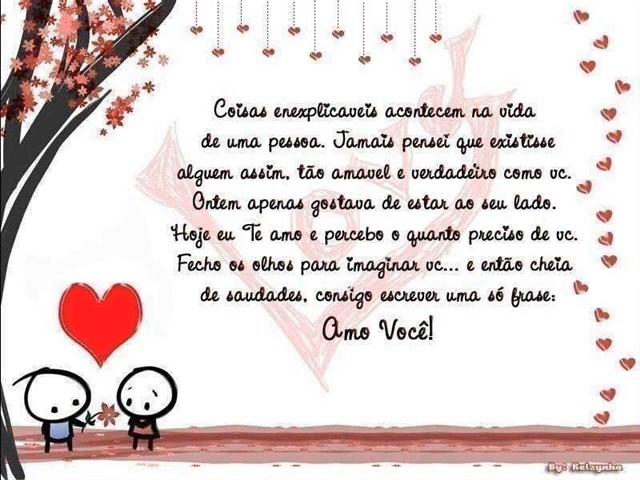 Coisas enexplicaveis acontecem na vida
de uma pessoa. Jamais pensei que existisse
alguem assim, tão amavel e verdadeiro como vc.
Ontem apenas gostava de estar ao seu lado.
Hoje eu Te amo e percebo o quanto preciso de vc.
Fecho os olhos para imaginar vc... e então cheia
de saudades, consigo escrever uma só frase:
Amo Você!
By: Kelzynha